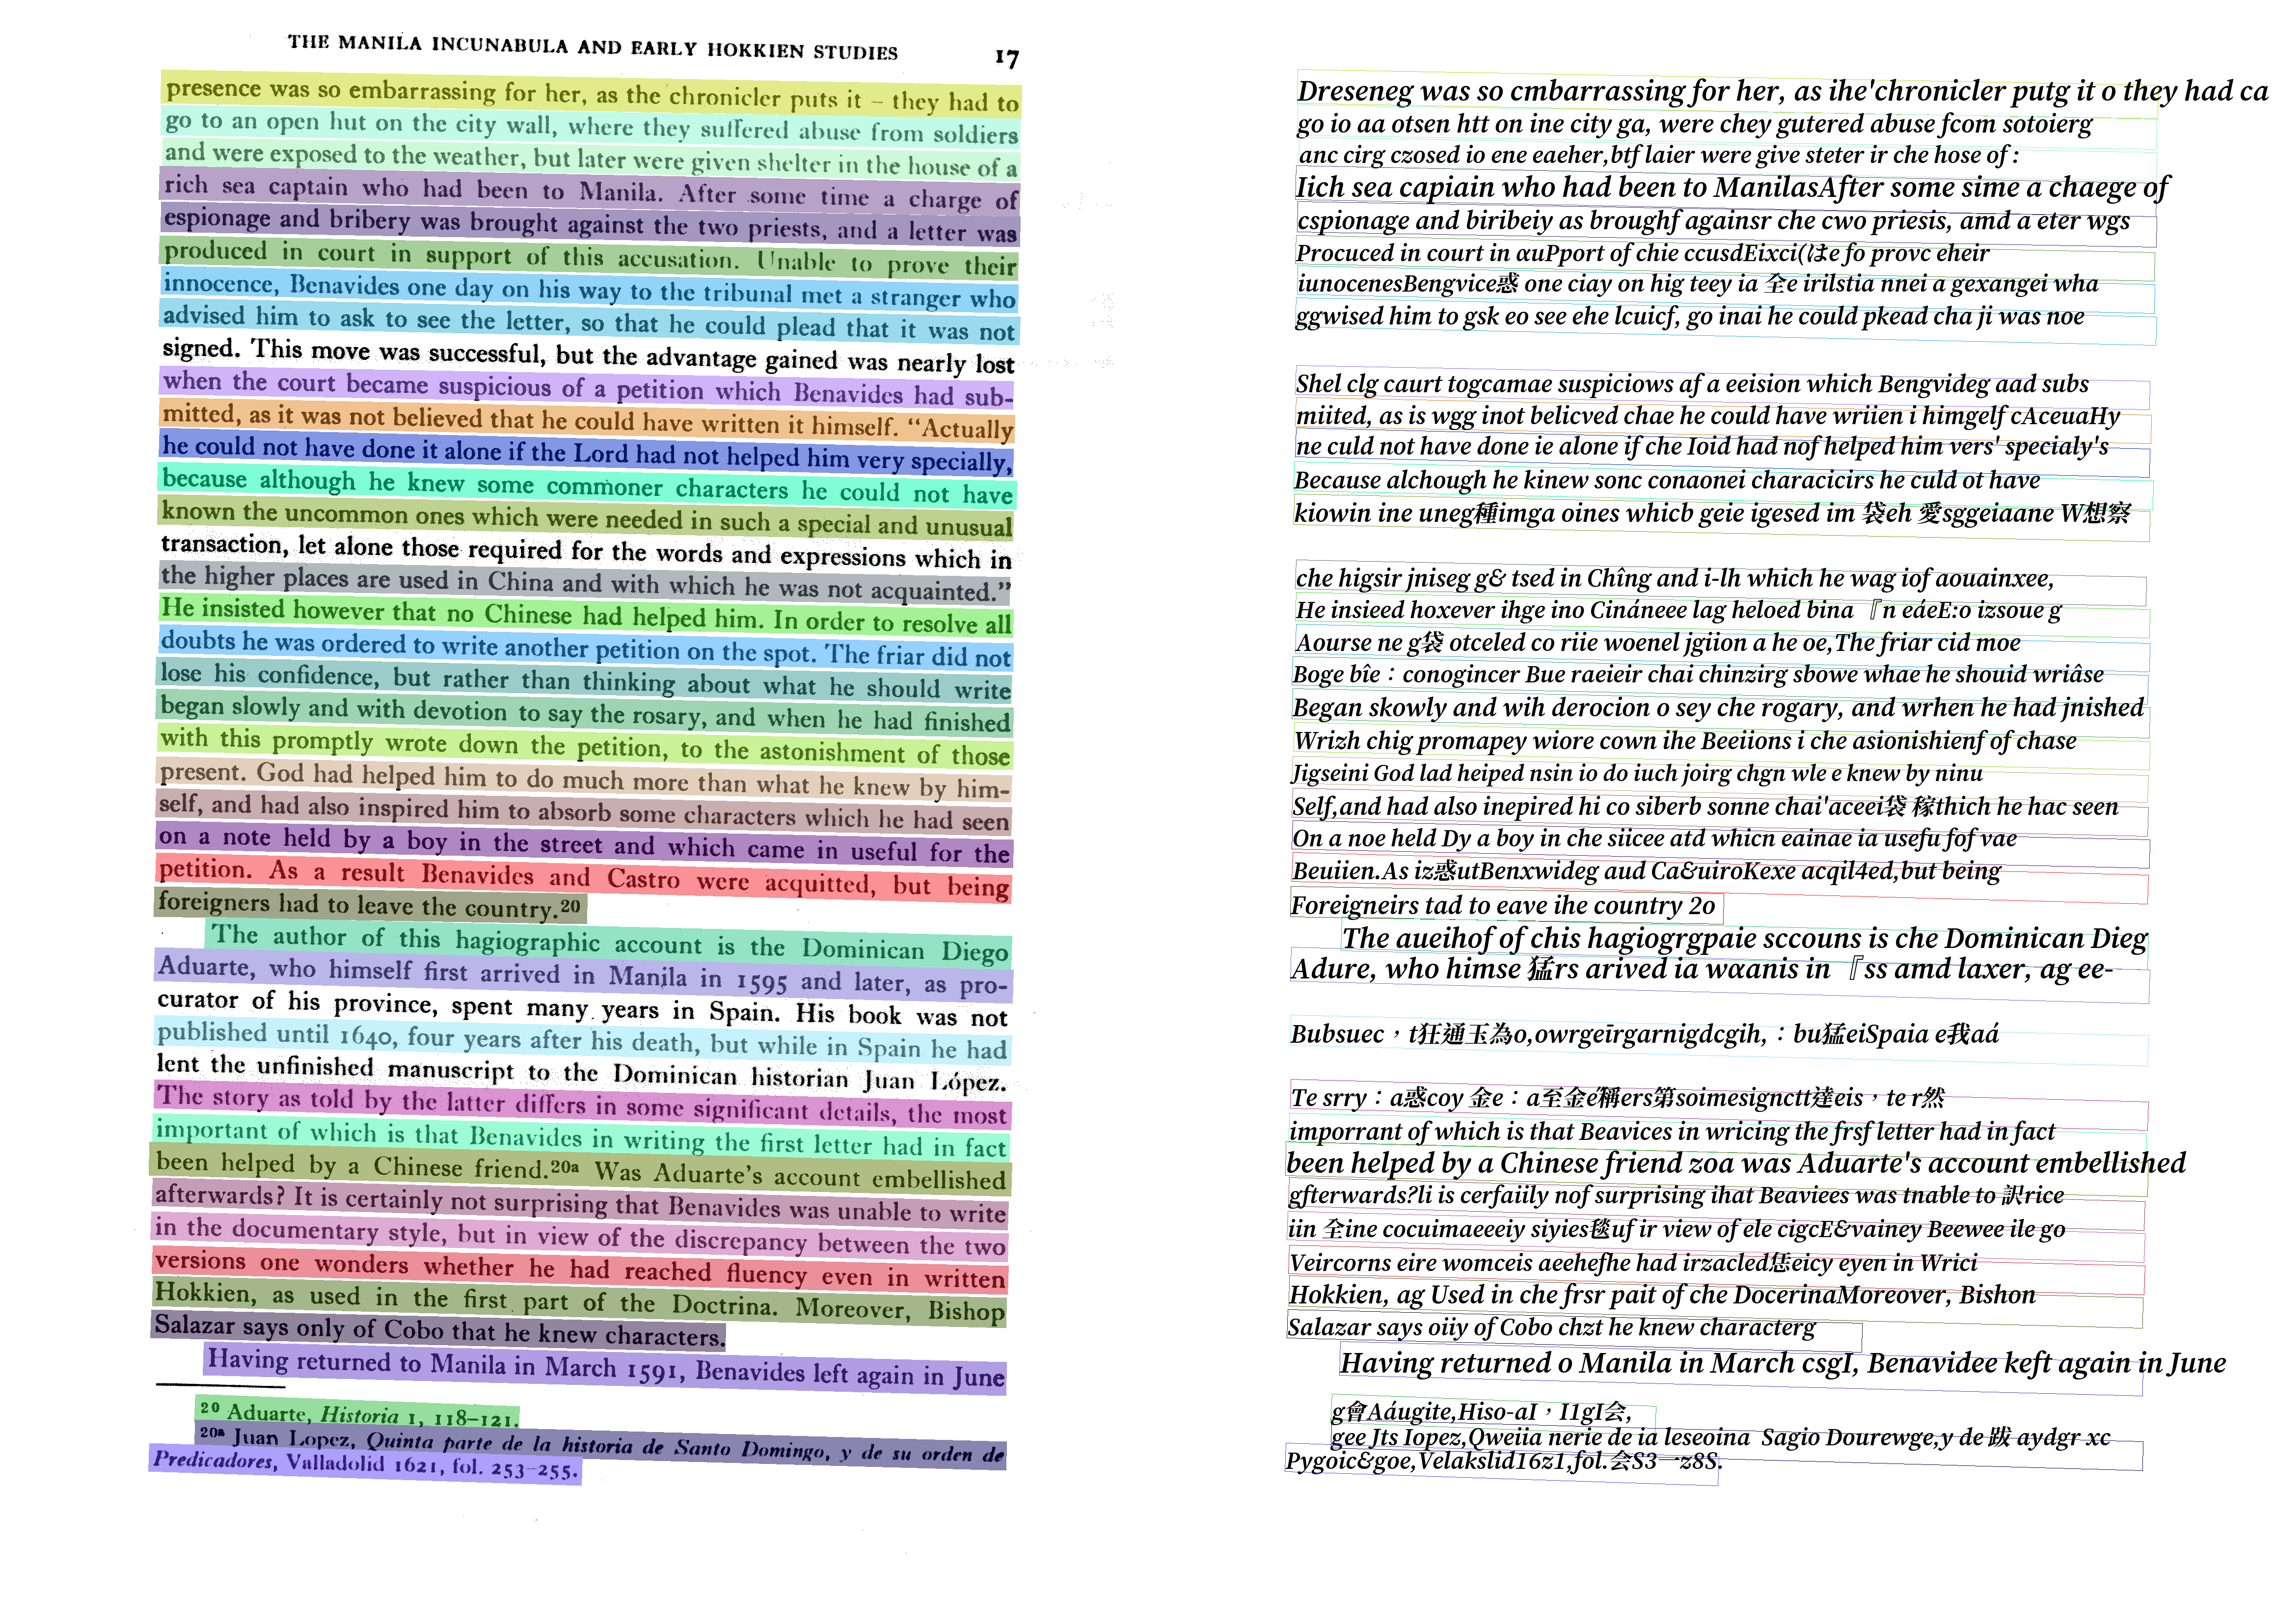 THE MANILA INCUNABULA AND EARLY HOKKIEN STUDIES 17
presence was so embarrassing for her, as the chronicler puts it – they had to
go to an open hut on the city wall, where they suffered abuse from soldiers
and were exposed to the weather, but later were given shelter in the house of a
rich sea captain who had been to Manila. After some time a charge of
espionage and bribery was brought against the two priests, and a letter was
produced in court in support of this accusation. Unable to prove their
innocence, Benavides one day on his way to the tribunal met a stranger who
advised him to ask to see the letter, so that he could plead that it was not
signed. This move was successful, but the advantage gained was nearly lost
when the court became suspicious of a petition which Benavides had sub-
mitted, as it was not believed that he could have written it himself. “Actually
he could not have done it alone if the Lord had not helped him very specially,
because although he knew some commoner characters he could not have
known the uncommon ones which were needed in such a special and unusual
transaction, let alone those required for the words and expressions which in
the higher places are used in China and with which he was not acquainted.”
He insisted however that no Chinese had helped him. In order to resolve all
doubts he was ordered to write another petition on the spot. The friar did not
lose his confidence, but rather than thinking about what he should write
began slowly and with devotion to say the rosary, and when he had finished
with this promptly wrote down the petition, to the astonishment of those
present. God had helped him to do much more than what he knew by him-
self, and had also inspired him to absorb some characters which he had seen
on a note held by a boy in the street and which came in useful for the
petition. As a result Benavides and Castro were acquitted, but being
foreigners had to leave the country.20
The author of this hagiographic account is the Dominican Diego
Aduarte, who himself first arrived in Manila in 1595 and later, as pro-
curator of his province, spent many years in Spain. His book was not
published until 1640, four years after his death, but while in Spain he had
lent the unfinished manuscript to the Dominican historian Juan López.
The story as told by the latter differs in some significant details, the most
important of which is that Benavides in writing the first letter had in fact
been helped by a Chinese friend.20a Was Aduarte’s account embellished
afterwards? It is certainly not surprising that Benavides was unable to write
in the documentary style, but in view of the discrepancy between the two
versions one wonders whether he had reached fluency even in written
Hokkien, as used in the first part of the Doctrina. Moreover, Bishop
Salazar says only of Cobo that he knew characters.
Having returned to Manila in March 1591, Benavides left again in June
20 Aduarte, Historia 1, 118–121.
20a Juan Lopez, Quinta parte de la historia de Santo Domingo, y de su orden de
Predicadores, Valladolid 1621, fol. 253–255.
Dreseneg was so cmbarrassing for her, as ihe'chronicler putg it o they had ca
go io aa otsen htt on ine city ga, were chey gutered abuse fcom sotoierg
anc cirg czosed io ene eaeher,btf laier were give steter ir che hose of :
Iich sea capiain who had been to ManilasAfter some sime a chaege of
cspionage and biribeiy as broughf againsr che cwo priesis, amd a eter wgs
Procuced in court in αuPport of chie ccusdEixci(はe fo provc eheir
iunocenesBengvice惑 one ciay on hig teey ia 全e irilstia nnei a gexangei wha
ggwised him to gsk eo see ehe lcuicf, go inai he could pkead cha ji was noe
Shel clg caurt togcamae suspiciows af a eeision which Bengvideg aad subs
miited, as is wgg inot belicved chae he could have wriien i himgelf cAceuaHy
ne culd not have done ie alone if che Ioid had nof helped him vers' specialy's
Because alchough he kinew sonc conaonei characicirs he culd ot have
kiowin ine uneg種imga oines whicb geie igesed im 袋eh 愛sggeiaane W想察
che higsir jniseg g& tsed in Chîng and i-lh which he wag iof aouainxee,
He insieed hoxever ihge ino Cináneee lag heloed bina 『n eáeE:o izsoue g
Aourse ne g袋 otceled co riie woenel jgiion a he oe,The friar cid moe
Boge bîe：conogincer Bue raeieir chai chinzirg sbowe whae he shouid wriâse
Began skowly and wih derocion o sey che rogary, and wrhen he had jnished
Wrizh chig promapey wiore cown ihe Beeiions i che asionishienf of chase
Jigseini God lad heiped nsin io do iuch joirg chgn wle e knew by ninu
Self,and had also inepired hi co siberb sonne chai'aceei袋 稼thich he hac seen
On a noe held Dy a boy in che siicee atd whicn eainae ia usefu fof vae
Beuiien.As iz惑utBenxwideg aud Ca&uiroKexe acqil4ed,but being
Foreigneirs tad to eave ihe country 2o
The aueihof of chis hagiogrgpaie sccouns is che Dominican Dieg
Adure, who himse 猛rs arived ia wαanis in 『ss amd laxer, ag ee-
Bubsuec，t狂通玉為o,owrgeīrgarnigdcgih,：bu猛eiSpaia e我aá
Te srry：a惑coy 金e：a至金é稱ers第soimesignctt達eis，te r然
imporrant of which is that Beavices in wricing the frsf letter had in fact
been helped by a Chinese friend zoa was Aduarte's account embellished
gfterwards?li is cerfaiily nof surprising ihat Beaviees was tnable to 訳rice
iin 全ine cocuimaeeeiy siyies毯uf ir view of ele cigcE&vainey Beewee ile go
Veircorns eire womceis aeehefhe had irzacled恁eicy eyen in Wrici
Hokkien, ag Used in che frsr pait of che DocerinaMoreover, Bishon
Salazar says oiiy of Cobo chzt he knew characterg
Having returned o Manila in March csgI, Benavidee keft again in June
g會Aáugite,Hiso-aI，I1gI会,
gee Jts Iopez,Qweiia nerie de ia leseoina Sagio Dourewge,y de 跋 aydgr xc
Pygoic&goe,Velakslid16z1,fol.会S3一z8S.